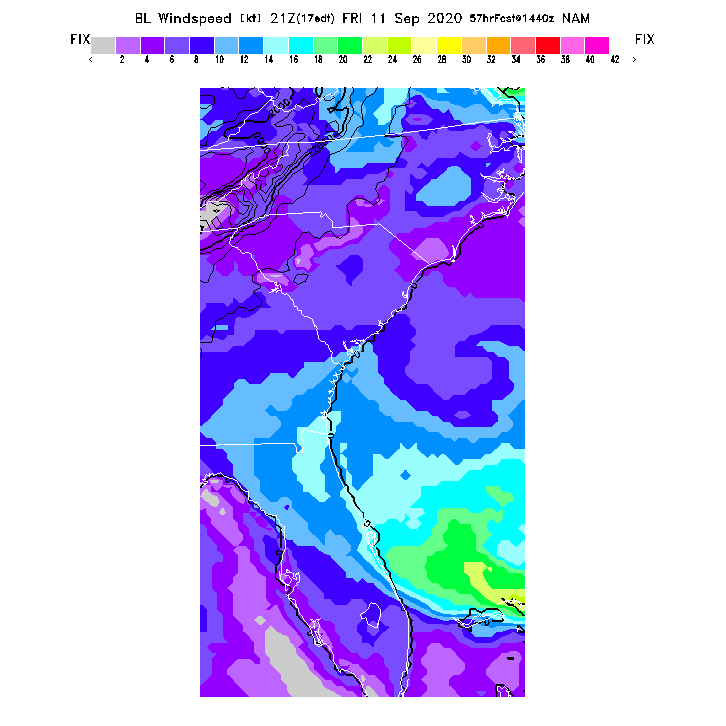 BL Windspeed [kt] 21Z(17edt) FRI 11 Sep 2020 57hrFcst@1440z NAM
FIX FIX
< 2 4 6 8 10 12 14 16 18 20 22 24 26 28 30 32 34 36 38 40 42 >